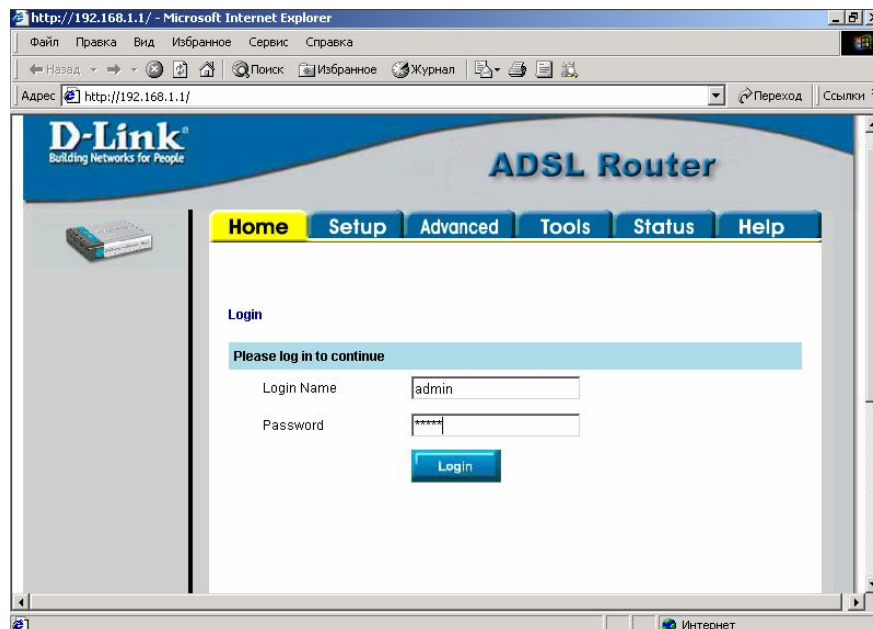 http://192.168.1.1/ - Microsoft Internet Explorer
Файл Правка Вид Избранное Сервис Справка
Назад Поиск Избранное Журнал
Адрес http://192.168.1.1/ Переход Ссылки
D-Link®
Building Networks for People
ADSL Router
Home Setup Advanced Tools Status Help
Login
Please log in to continue
Login Name admin
Password *****
Login
Интернет